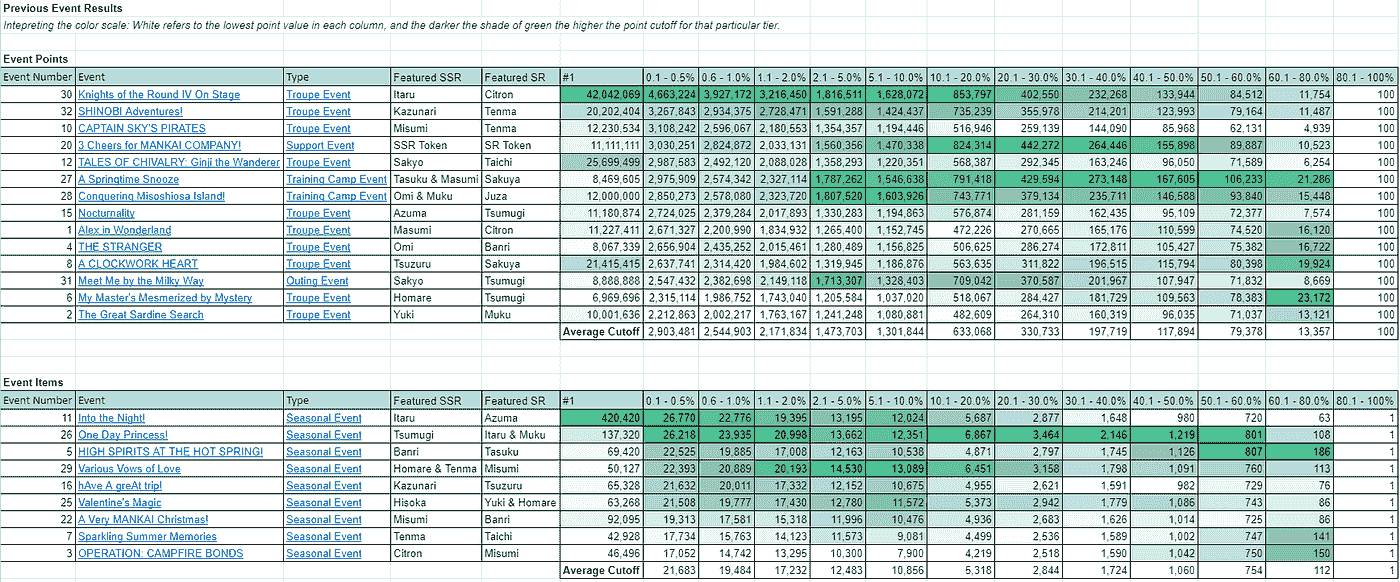 Previous Event Results
Intepreting the color scale: White refers to the lowest point value in each column, and the darker the shade of green the higher the point cutoff for that particular tier.
Event Points
Event Number Event Type Featured SSR Featured SR #1 0.1 - 0.5% 0.6 - 1.0% 1.1 - 2.0% 2.1 - 5.0% 5.1 - 10.0% 10.1 - 20.0% 20.1 - 30.0% 30.1 - 40.0% 40.1 - 50.0% 50.1 - 60.0% 60.1 - 80.0% 80.1 - 100%
30 Knights of the Round IV On Stage Troupe Event Itaru Citron 42,042,069 4,663,224 3,927,172 3,216,450 1,816,511 1,628,072 853,797 402,550 232,268 133,944 84,512 11,754 100
32 SHINOBI Adventures! Troupe Event Kazunari Tenma 20,202,404 3,267,843 2,934,375 2,728,471 1,591,288 1,424,437 735,239 355,978 214,201 123,993 79,164 11,487 100
10 CAPTAIN SKY'S PIRATES Troupe Event Misumi Tenma 12,230,534 3,108,242 2,596,067 2,180,553 1,354,357 1,194,446 516,946 259,139 144,090 85,968 62,131 4,939 100
20 3 Cheers for MANKAI COMPANY! Support Event SSR Token SR Token 11,111,111 3,030,251 2,824,872 2,033,131 1,560,356 1,470,338 824,314 442,272 264,446 155,898 89,887 10,523 100
12 TALES OF CHIVALRY: Ginji the Wanderer Troupe Event Sakyo Taichi 25,699,499 2,987,583 2,492,120 2,088,028 1,358,293 1,220,351 568,387 292,345 163,246 96,050 71,589 6,254 100
27 A Springtime Snooze Training Camp Event Tasuku & Masumi Sakuya 8,469,605 2,975,909 2,574,342 2,327,114 1,787,262 1,546,638 791,418 429,594 273,148 167,605 106,233 21,286 100
28 Conquering Misoshiosa Island! Training Camp Event Omi & Muku Juza 12,000,000 2,850,273 2,578,080 2,323,720 1,807,520 1,603,926 743,771 379,134 235,711 146,588 93,840 15,448 100
15 Nocturnality Troupe Event Azuma Tsumugi 11,180,874 2,724,025 2,379,284 2,017,893 1,330,283 1,194,863 576,874 281,159 162,435 95,109 72,377 7,574 100
1 Alex in Wonderland Troupe Event Masumi Citron 11,227,411 2,671,327 2,200,990 1,834,932 1,265,400 1,152,745 472,226 270,665 165,176 110,599 74,520 16,120 100
4 THE STRANGER Troupe Event Omi Banri 8,067,339 2,656,904 2,435,252 2,015,461 1,280,489 1,156,825 506,625 286,274 172,811 105,427 75,382 16,722 100
8 A CLOCKWORK HEART Troupe Event Tsuzuru Sakuya 21,415,415 2,637,741 2,314,420 1,984,602 1,319,945 1,186,876 563,635 311,822 196,515 115,794 80,398 19,924 100
31 Meet Me by the Milky Way Outing Event Sakyo Tsumugi 8,888,888 2,547,432 2,382,698 2,149,118 1,713,307 1,328,403 709,042 370,587 201,967 107,947 71,832 8,669 100
6 My Master's Mesmerized by Mystery Troupe Event Homare Tsumugi 6,969,696 2,315,114 1,986,752 1,743,040 1,205,584 1,037,020 518,067 284,427 181,729 109,563 78,383 23,172 100
2 The Great Sardine Search Troupe Event Yuki Muku 10,001,636 2,212,863 2,002,217 1,763,167 1,241,248 1,080,881 482,609 264,310 160,319 96,035 71,037 13,121 100
Average Cutoff 2,903,481 2,544,903 2,171,834 1,473,703 1,301,844 633,068 330,733 197,719 117,894 79,378 13,357 100
Event Items
Event Number Event Type Featured SSR Featured SR #1 0.1 - 0.5% 0.6 - 1.0% 1.1 - 2.0% 2.1 - 5.0% 5.1 - 10.0% 10.1 - 20.0% 20.1 - 30.0% 30.1 - 40.0% 40.1 - 50.0% 50.1 - 60.0% 60.1 - 80.0% 80.1 - 100%
11 Into the Night! Seasonal Event Itaru Azuma 420,420 26,770 22,776 19,395 13,195 12,024 5,687 2,877 1,648 980 720 63 1
26 One Day Princess! Seasonal Event Tsumugi Itaru & Muku 137,320 26,218 23,935 20,998 13,662 12,351 6,867 3,464 2,146 1,219 801 108 1
5 HIGH SPIRITS AT THE HOT SPRING! Seasonal Event Banri Tasuku 69,420 22,525 19,885 17,008 12,163 10,538 4,871 2,797 1,745 1,126 807 186 1
29 Various Vows of Love Seasonal Event Homare & Tenma Misumi 50,127 22,393 20,889 20,193 14,530 13,089 6,451 3,158 1,798 1,091 760 113 1
16 hAve A greAt trip! Seasonal Event Kazunari Tsuzuru 65,328 21,632 20,011 17,332 12,152 10,675 4,955 2,621 1,591 982 729 76 1
25 Valentine's Magic Seasonal Event Hisoka Yuki & Homare 63,268 21,508 19,777 17,430 12,780 11,572 5,373 2,942 1,779 1,086 743 86 1
22 A Very MANKAI Christmas! Seasonal Event Misumi Banri 92,095 19,313 17,581 15,318 11,996 10,476 4,936 2,683 1,626 1,014 725 86 1
7 Sparkling Summer Memories Seasonal Event Tenma Taichi 42,928 17,734 15,763 14,123 11,573 9,081 4,499 2,536 1,589 1,002 747 141 1
3 OPERATION: CAMPFIRE BONDS Seasonal Event Citron Misumi 46,496 17,052 14,742 13,295 10,300 7,900 4,219 2,518 1,590 1,042 750 150 1
Average Cutoff 21,683 19,484 17,232 12,483 10,856 5,318 2,844 1,724 1,060 754 112 1